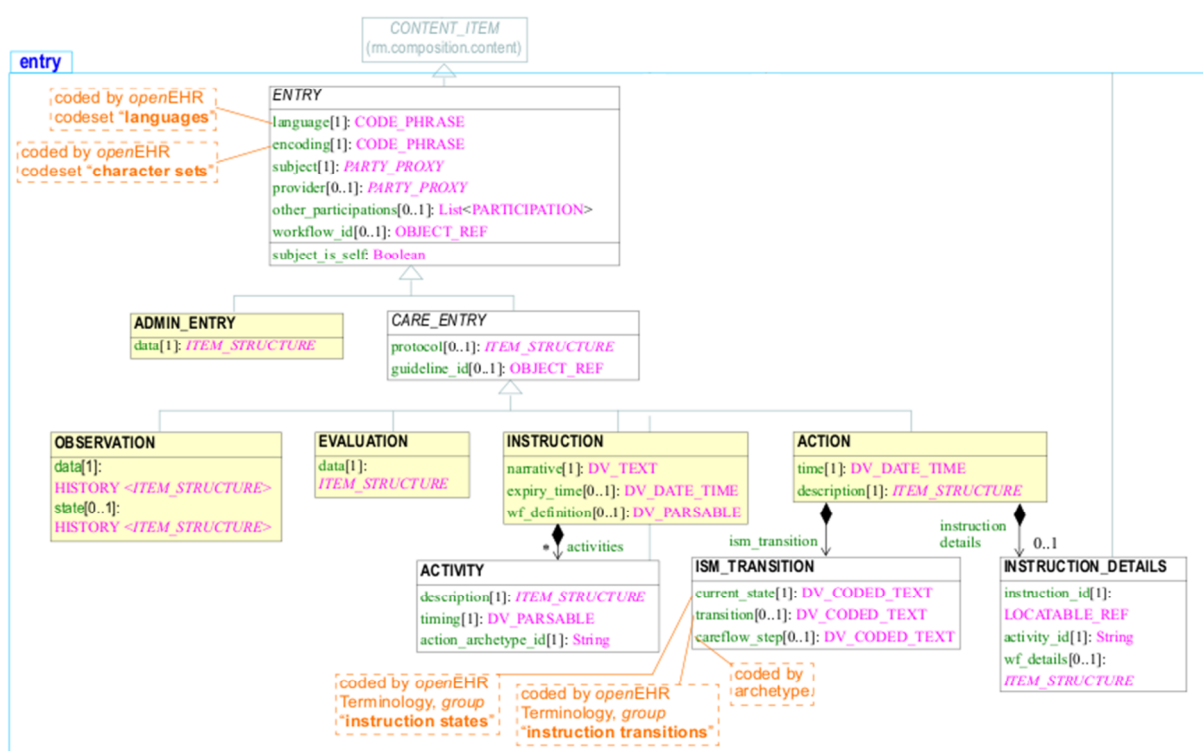 CONTENT_ITEM
(rm.composition.content)
entry
coded by openEHR
codeset “languages”
coded by openEHR
codeset “character sets”
ENTRY
language[1]: CODE_PHRASE
encoding[1]: CODE_PHRASE
subject[1]: PARTY_PROXY
provider[0..1]: PARTY_PROXY
other_participations[0..1]: List<PARTICIPATION>
workflow_id[0..1]: OBJECT_REF
subject_is_self: Boolean
ADMIN_ENTRY
data[1]: ITEM_STRUCTURE
CARE_ENTRY
protocol[0..1]: ITEM_STRUCTURE
guideline_id[0..1]: OBJECT_REF
OBSERVATION
data[1]:
HISTORY <ITEM_STRUCTURE>
state[0..1]:
HISTORY <ITEM_STRUCTURE>
EVALUATION
data[1]:
ITEM_STRUCTURE
INSTRUCTION
narrative[1]: DV_TEXT
expiry_time[0..1]: DV_DATE_TIME
wf_definition[0..1]: DV_PARSABLE
ACTION
time[1]: DV_DATE_TIME
description[1]: ITEM_STRUCTURE
* activities
ism_transition
instruction
details
0..1
ACTIVITY
description[1]: ITEM_STRUCTURE
timing[1]: DV_PARSABLE
action_archetype_id[1]: String
ISM_TRANSITION
current_state[1]: DV_CODED_TEXT
transition[0..1]: DV_CODED_TEXT
careflow_step[0..1]: DV_CODED_TEXT
INSTRUCTION_DETAILS
instruction_id[1]:
LOCATABLE_REF
activity_id[1]: String
wf_details[0..1]:
ITEM_STRUCTURE
coded by openEHR
Terminology, group
“instruction states”
coded by openEHR
Terminology, group
“instruction transitions”
coded by
archetype